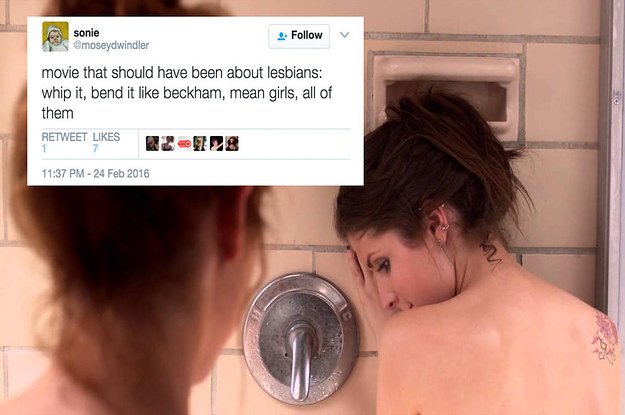 sonie
@moseydwindler
Follow
movie that should have been about lesbians:
whip it, bend it like beckham, mean girls, all of
them
RETWEET LIKES
1 7
11:37 PM - 24 Feb 2016